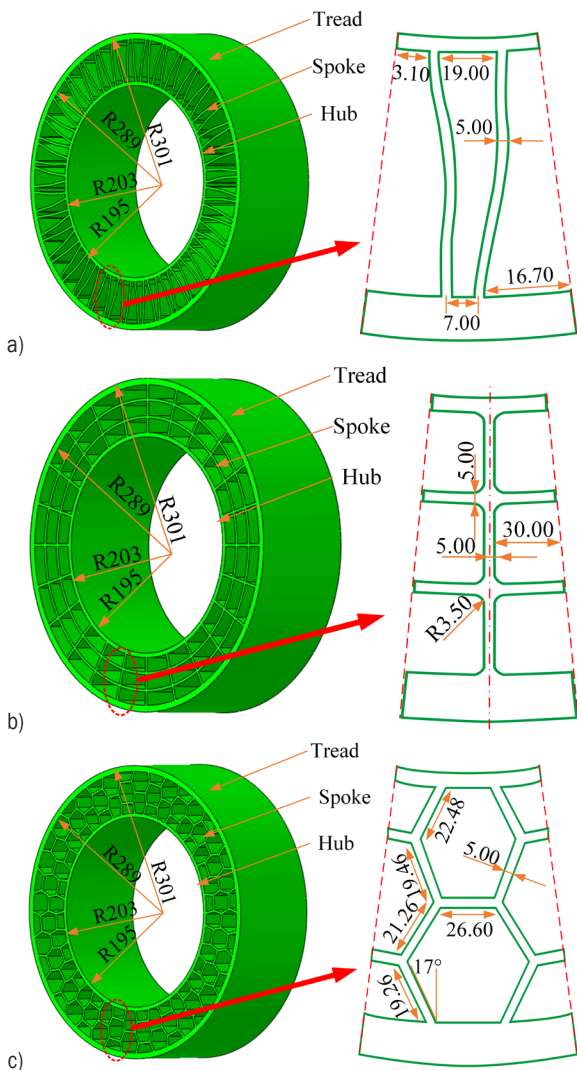 Tread
Spoke
Hub
R301
R289
R203
R195
3.10
19.00
5.00
16.70
7.00
a)
Tread
Spoke
Hub
R301
R289
R203
R195
5.00
30.00
5.00
R3.50
b)
Tread
Spoke
Hub
R301
R289
R203
R195
22.48
5.00
19.46
21.26
26.60
17°
19.26
c)